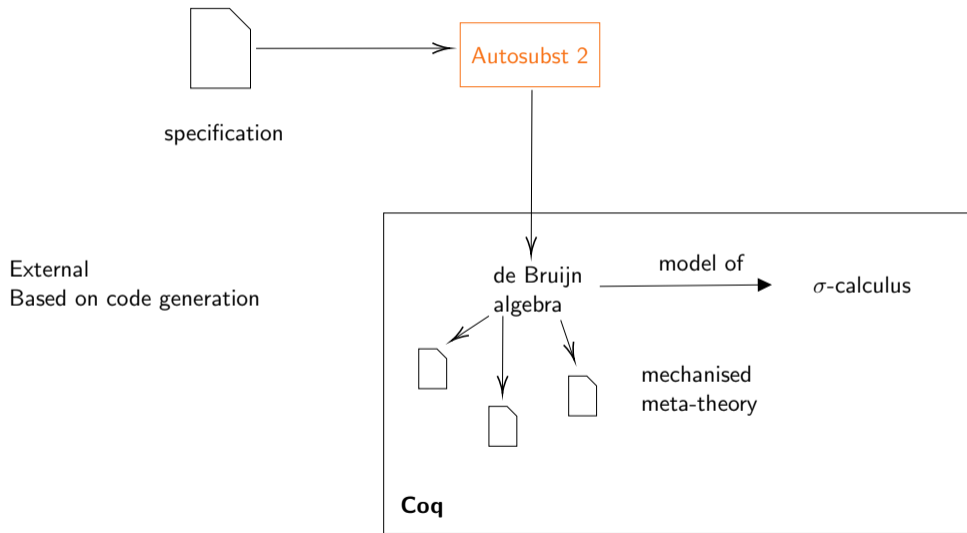 Autosubst 2
specification
External
Based on code generation
de Bruijn
algebra
model of
σ-calculus
mechanised
meta-theory
Coq